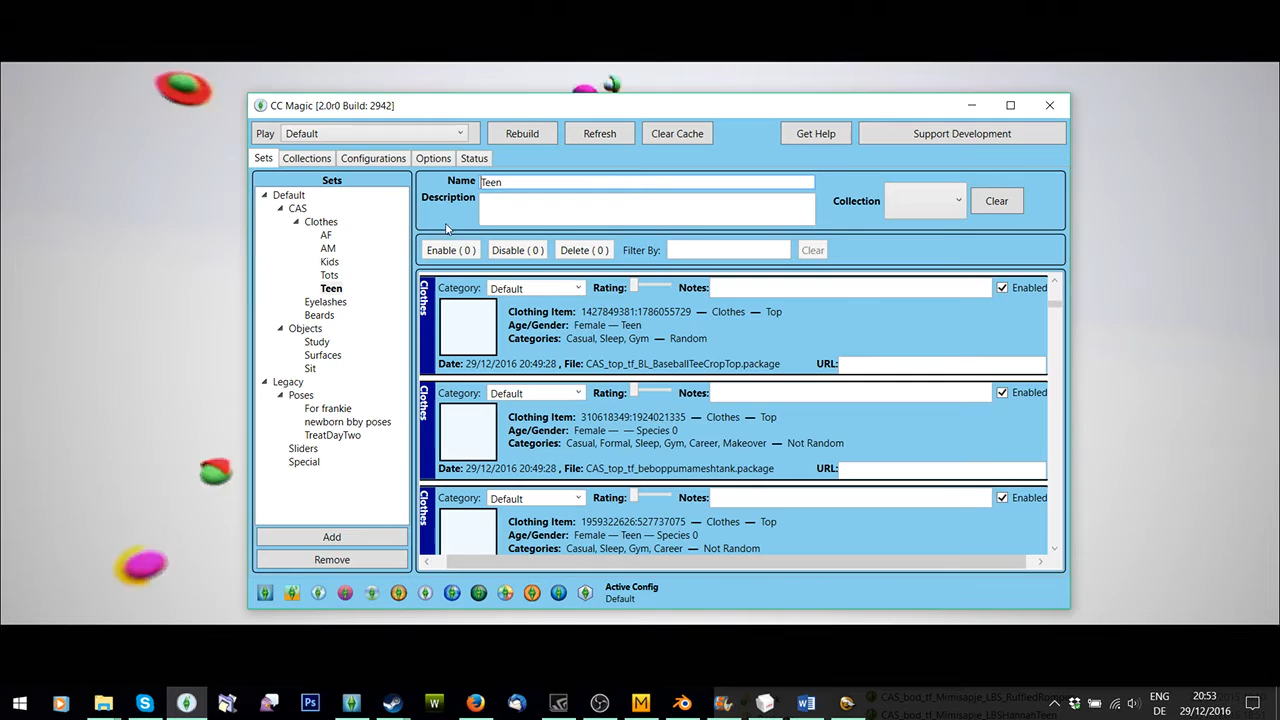 CC Magic [2.0r0 Build: 2942]
Play Default Rebuild Refresh Clear Cache Get Help Support Development
Sets Collections Configurations Options Status
Sets
Default
CAS
Clothes
AF
AM
Kids
Tots
Teen
Eyelashes
Beards
Objects
Study
Surfaces
Sit
Legacy
Poses
For frankie
newborn bby poses
TreatDayTwo
Sliders
Special
Add
Remove
Name Teen
Description
Collection Clear
Enable ( 0 ) Disable ( 0 ) Delete ( 0 ) Filter By: Clear
Clothes
Category: Default Rating: Notes: Enabled
Clothing Item: 1427849381:1786055729 — Clothes — Top
Age/Gender: Female — Teen
Categories: Casual, Sleep, Gym — Random
Date: 29/12/2016 20:49:28 , File: CAS_top_tf_BL_BaseballTeeCropTop.package URL:
Clothes
Category: Default Rating: Notes: Enabled
Clothing Item: 310618349:1924021335 — Clothes — Top
Age/Gender: Female — — Species 0
Categories: Casual, Formal, Sleep, Gym, Career, Makeover — Not Random
Date: 29/12/2016 20:49:28 , File: CAS_top_tf_beboppumameshtank.package URL:
Clothes
Category: Default Rating: Notes: Enabled
Clothing Item: 1959322626:527737075 — Clothes — Top
Age/Gender: Female — Teen — Species 0
Categories: Casual, Sleep, Gym, Career — Not Random
Active Config
Default
CAS_bod_tf_Mimisapje_LBS_RuffledRom
CAS_bod_tf_Mimisapje_LBSHannahTeen
ENG
DE
20:53
29/12/2016